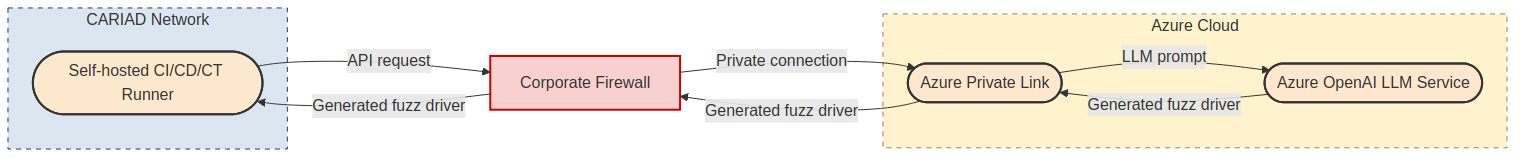 CARIAD Network
Self-hosted CI/CD/CT
Runner
API request
Generated fuzz driver
Corporate Firewall
Private connection
Generated fuzz driver
Azure Cloud
Azure Private Link
LLM prompt
Generated fuzz driver
Azure OpenAI LLM Service